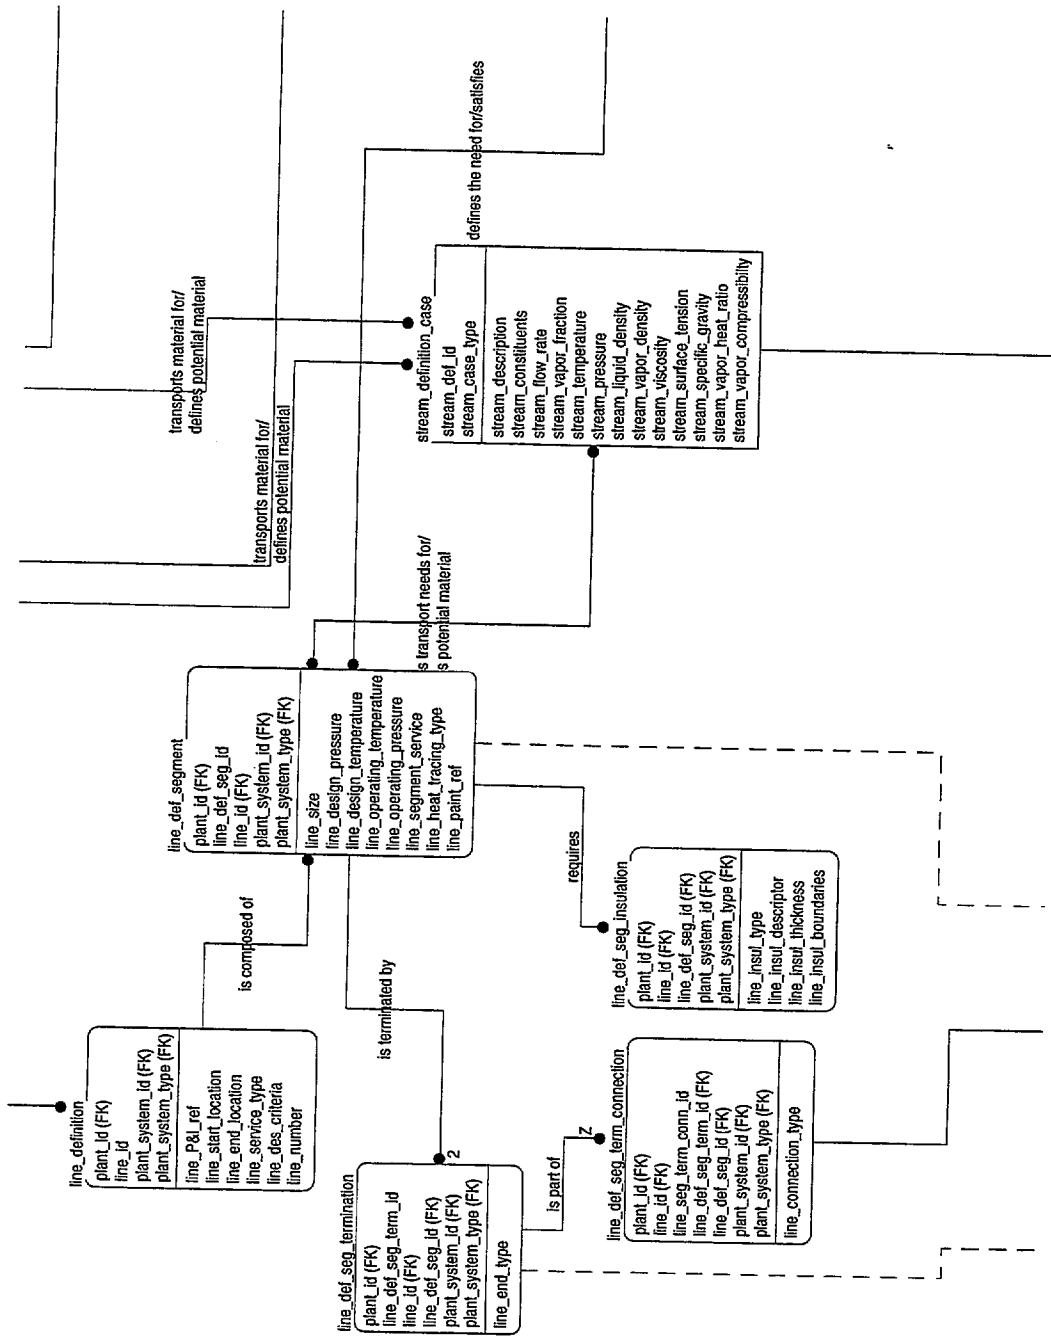 line_definition
plant_id (FK)
line_id
plant_system_id (FK)
plant_system_type (FK)
line_P&I_ref
line_start_location
line_end_location
line_service_type
line_des_criteria
line_number
is composed of
line_def_segment
plant_id (FK)
line_def_seg_id
line_id (FK)
plant_system_id (FK)
plant_system_type (FK)
line_size
line_design_pressure
line_design_temperature
line_operating_temperature
line_operating_pressure
line_segment_service
line_heat_tracing_type
line_paint_ref
transports material for/
defines potential material
transports material for/
defines potential material
s transport needs for/
s potential material
stream_definition_case
stream_def_id
stream_case_type
stream_description
stream_constituents
stream_flow_rate
stream_vapor_fraction
stream_temperature
stream_pressure
stream_liquid_density
stream_vapor_density
stream_viscosity
stream_surface_tension
stream_specific_gravity
stream_vapor_heat_ratio
stream_vapor_compressibilty
defines the need for/satisfies
is terminated by
2
line_def_seg_termination
plant_id (FK)
line_def_seg_term_id
line_id (FK)
line_def_seg_id (FK)
plant_system_id (FK)
plant_system_type (FK)
line_end_type
is part of
Z
line_def_seg_term_connection
plant_id (FK)
line_id (FK)
line_seg_term_conn_id
line_def_seg_term_id (FK)
line_def_seg_id (FK)
plant_system_id (FK)
plant_system_type (FK)
line_connection_type
requires
line_def_seg_insulation
plant_id (FK)
line_id (FK)
line_def_seg_id (FK)
plant_system_id (FK)
plant_system_type (FK)
line_insul_type
line_insul_descriptor
line_insul_thickness
line_insul_boundaries